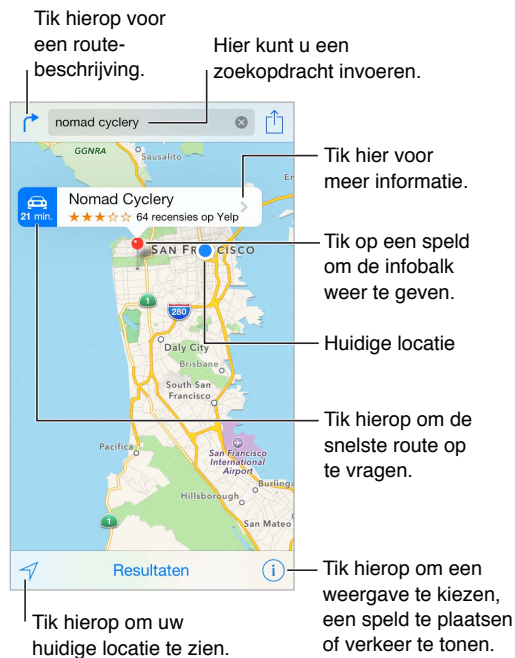 Tik hierop voor
een route-
beschrijving.
Hier kunt u een
zoekopdracht invoeren.
nomad cyclery
GGNRA
Sausalito
Tik hier voor
meer informatie.
Nomad Cyclery
21 min.
64 recensies op Yelp
SAN FR CISCO
Tik op een speld
om de infobalk
weer te geven.
1
280
Huidige locatie
Daly City
Brisbane
South San
Francisco
Tik hierop om de
snelste route op
te vragen.
Pacifica
San Francisco
International
Airport
Burlinga
Hillsborough
1
San Mateo
Resultaten
i
Tik hierop om een
weergave te kiezen,
een speld te plaatsen
of verkeer te tonen.
Tik hierop om uw
huidige locatie te zien.